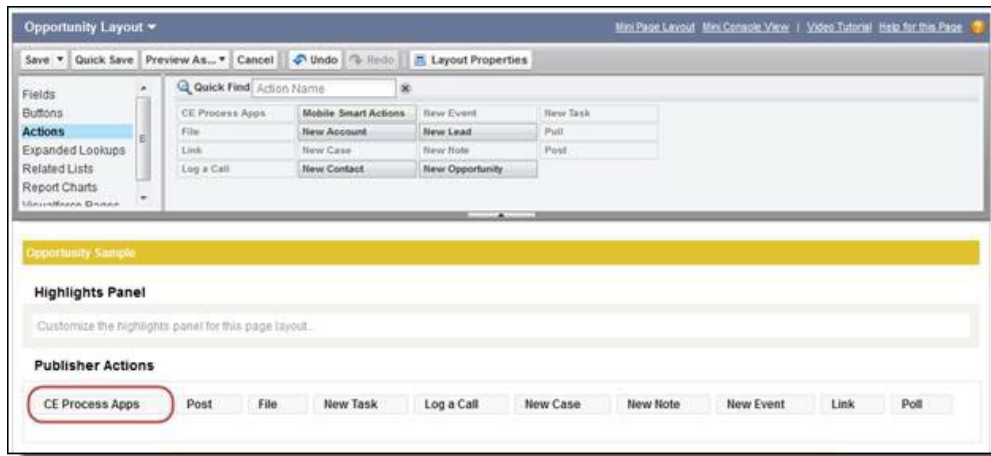 Opportunity Layout Mini Page Layout Mini Console View | Video Tutorial Help for this Page
Save Quick Save Preview As... Cancel Undo Redo Layout Properties
Fields
Buttons
Actions
Expanded Lookups
Related Lists
Report Charts
Visualforce Pages
Quick Find Action Name
CE Process Apps Mobile Smart Actions New Event New Task
File New Account New Lead Poll
Link New Case New Note Post
Log a Call New Contact New Opportunity
Opportunity Sample
Highlights Panel
Customize the highlights panel for this page layout...
Publisher Actions
CE Process Apps Post File New Task Log a Call New Case New Note New Event Link Poll